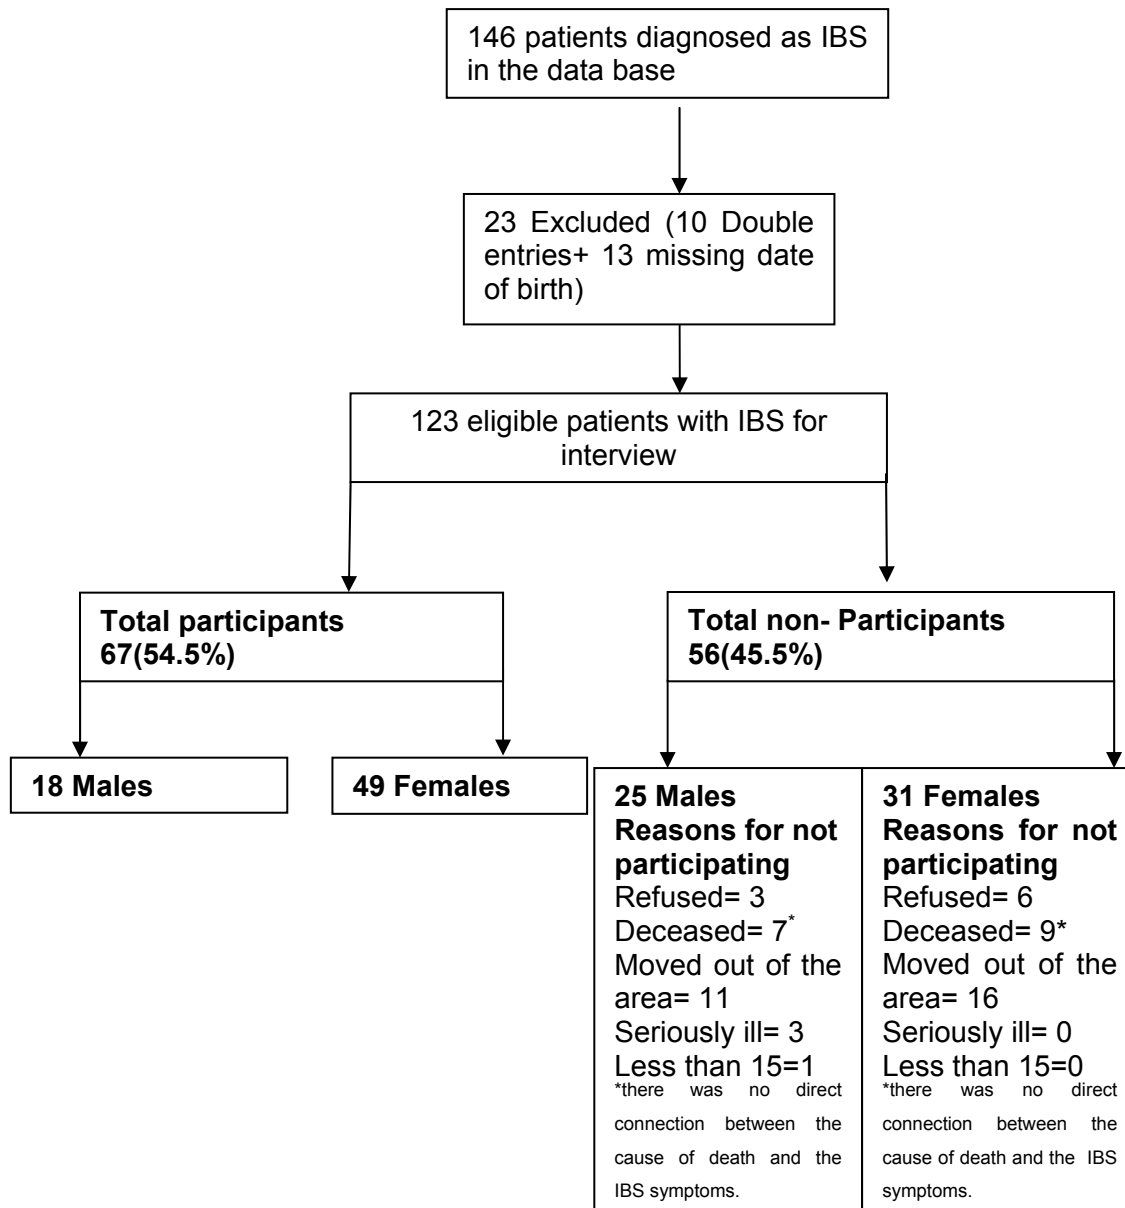 146 patients diagnosed as IBS
in the data base
23 Excluded (10 Double
entries+ 13 missing date
of birth)
123 eligible patients with IBS for
interview
Total participants
67(54.5%)
Total non- Participants
56(45.5%)
18 Males
49 Females
25 Males
Reasons for not
participating
Refused= 3
Deceased= 7*
Moved out of the
area= 11
Seriously ill= 3
Less than 15=1
*there was no direct
connection between the
cause of death and the
IBS symptoms.
31 Females
Reasons for not
participating
Refused= 6
Deceased= 9*
Moved out of the
area= 16
Seriously ill= 0
Less than 15=0
*there was no direct
connection between the
cause of death and the IBS
symptoms.